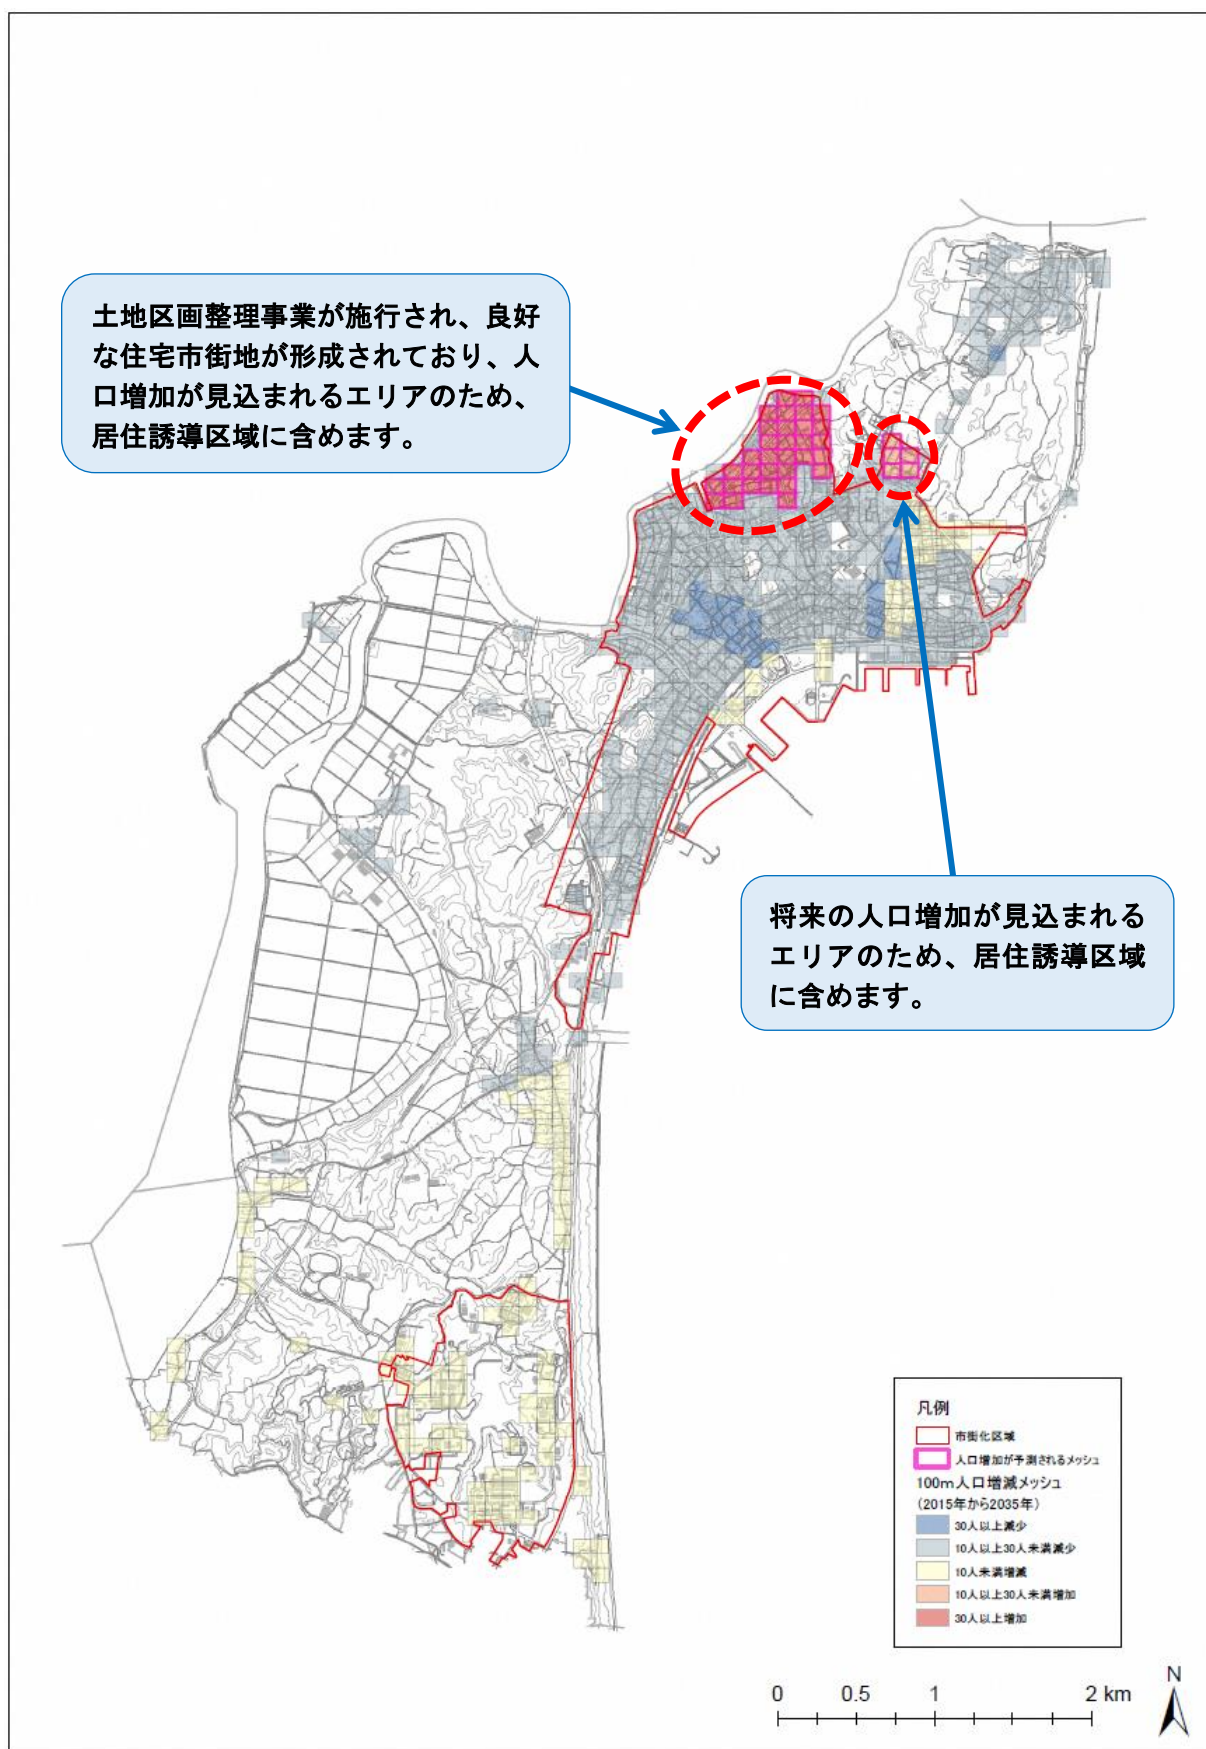 土地区画整理事業が施行され、良好
な住宅市街地が形成されており、人
口増加が見込まれるエリアのため、
居住誘導区域に含めます。
将来の人口増加が見込まれる
エリアのため、居住誘導区域
に含めます。
凡例
市街化区域
人口増加が予測されるメッシュ
100m人口増減メッシュ
(2015年から2035年)
30人以上減少
10人以上30人未満減少
10人未満増減
10人以上30人未満増加
30人以上増加
0 0.5 1 2 km
N